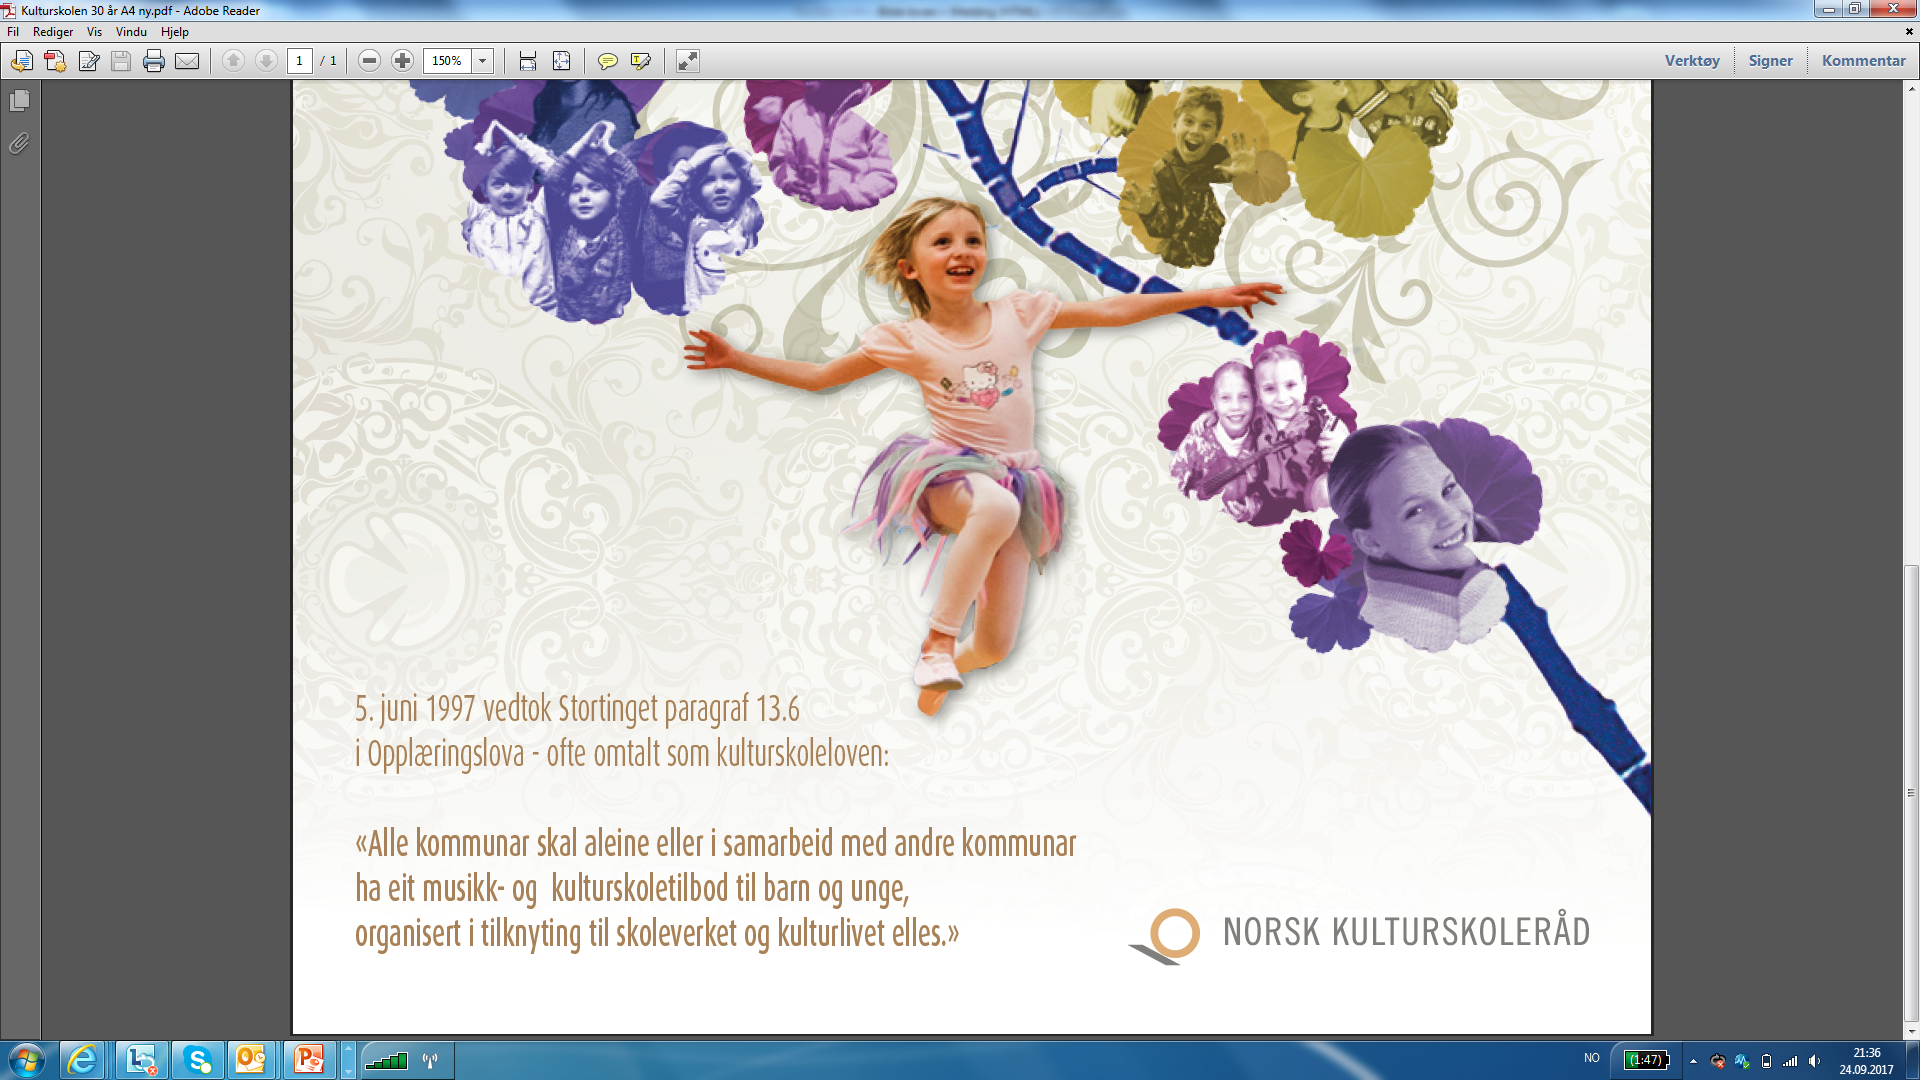 Kulturskolen 30 år A4 ny.pdf - Adobe Reader
Fil Rediger Vis Vindu Hjelp
1 / 1 150% Verktøy Signer Kommentar
5. juni 1997 vedtok Stortinget paragraf 13.6
i Opplæringslova - ofte omtalt som kulturskoleloven:
«Alle kommunar skal aleine eller i samarbeid med andre kommunar
ha eit musikk- og kulturskoletilbod til barn og unge,
organisert i tilknyting til skoleverket og kulturlivet elles.»
NORSK KULTURSKOLERÅD
NO (1:47) 21:36
24.09.2017